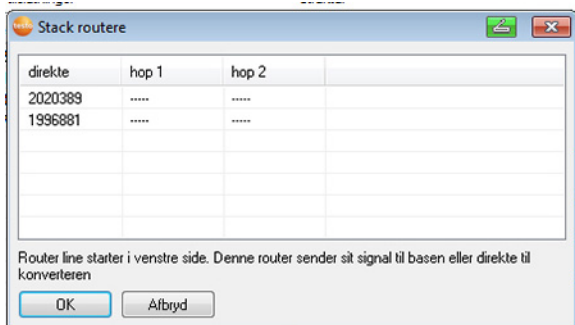 testo Stack routere
direkte hop 1 hop 2
2020389 ----- -----
1996881 ----- -----
Router line starter i venstre side. Denne router sender sit signal til basen eller direkte til
konverteren
OK Afbryd